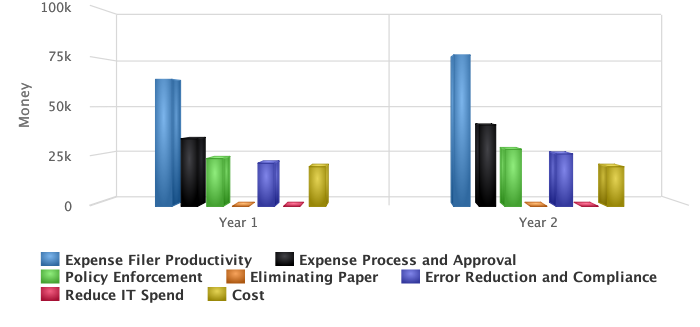 100k
75k
50k
25k
0
Money
Year 1 Year 2
Expense Filer Productivity Expense Process and Approval
Policy Enforcement Eliminating Paper Error Reduction and Compliance
Reduce IT Spend Cost